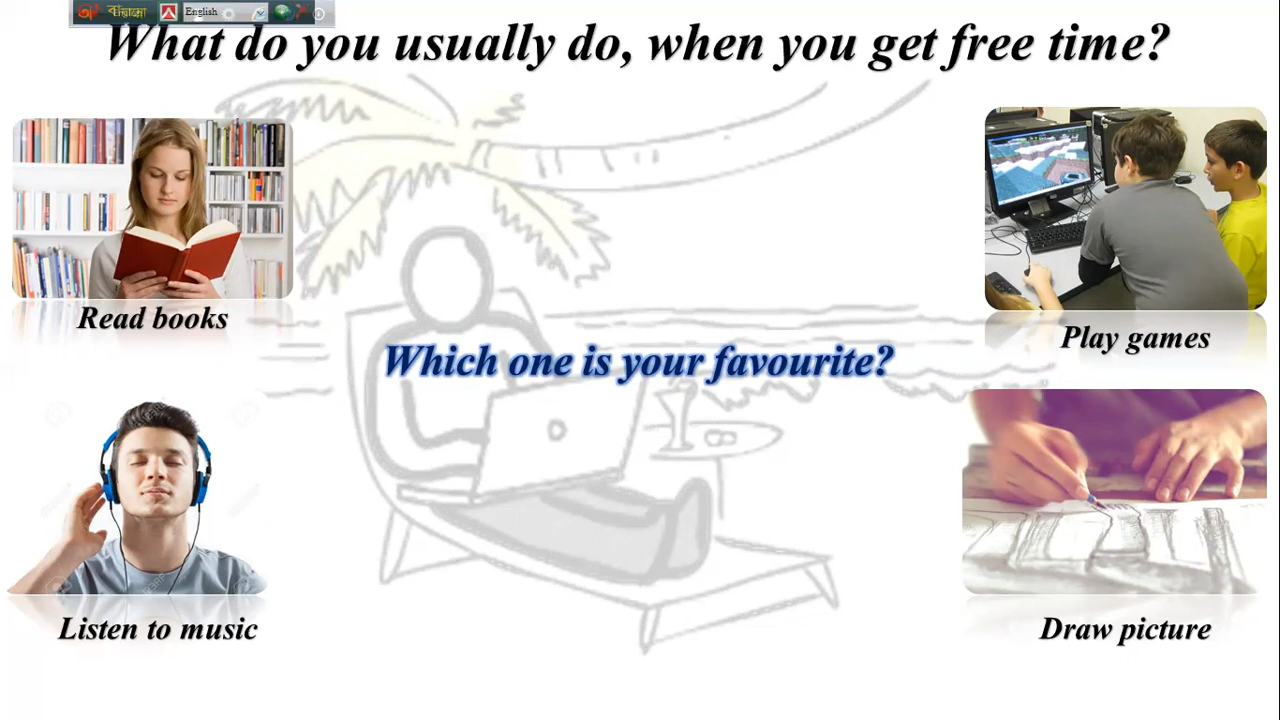 অ বাংলা English
What do you usually do, when you get free time?
Read books
Play games
Which one is your favourite?
Listen to music
Draw picture